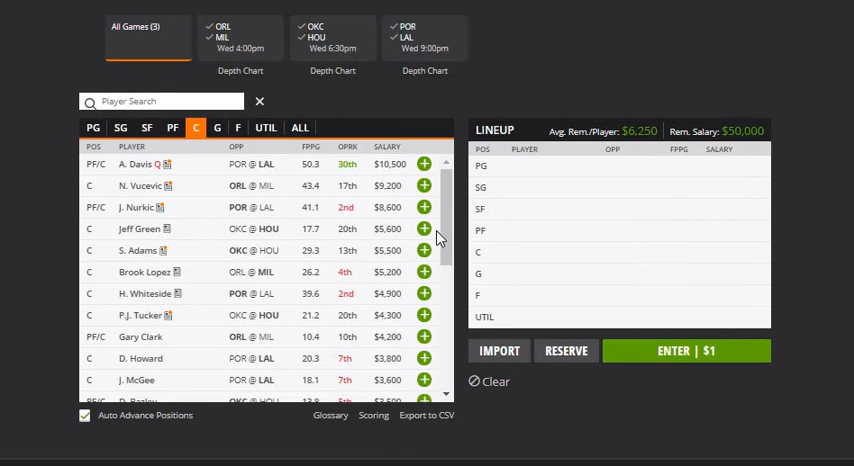 All Games (3)
ORL
MIL
Wed 4:00pm
OKC
HOU
Wed 6:30pm
POR
LAL
Wed 9:00pm
Depth Chart Depth Chart Depth Chart
Player Search
PG SG SF PF C G F UTIL ALL
POS PLAYER OPP FPPG OPRK SALARY
PF/C A. Davis Q POR @ LAL 50.3 30th $10,500
C N. Vucevic ORL @ MIL 43.4 17th $9,200
PF/C J. Nurkic POR @ LAL 41.1 2nd $8,600
C Jeff Green OKC @ HOU 17.7 20th $5,600
C S. Adams OKC @ HOU 29.3 13th $5,500
C Brook Lopez ORL @ MIL 26.2 4th $5,200
C H. Whiteside POR @ LAL 39.6 2nd $4,900
C P.J. Tucker OKC @ HOU 21.2 20th $4,300
PF/C Gary Clark ORL @ MIL 10.4 10th $4,200
C D. Howard POR @ LAL 20.3 7th $3,800
C J. McGee POR @ LAL 18.1 7th $3,600
Auto Advance Positions Glossary Scoring Export to CSV
LINEUP Avg. Rem./Player: $6,250 Rem. Salary: $50,000
POS PLAYER OPP FPPG SALARY
PG
SG
SF
PF
C
G
F
UTIL
IMPORT RESERVE ENTER | $1
Clear